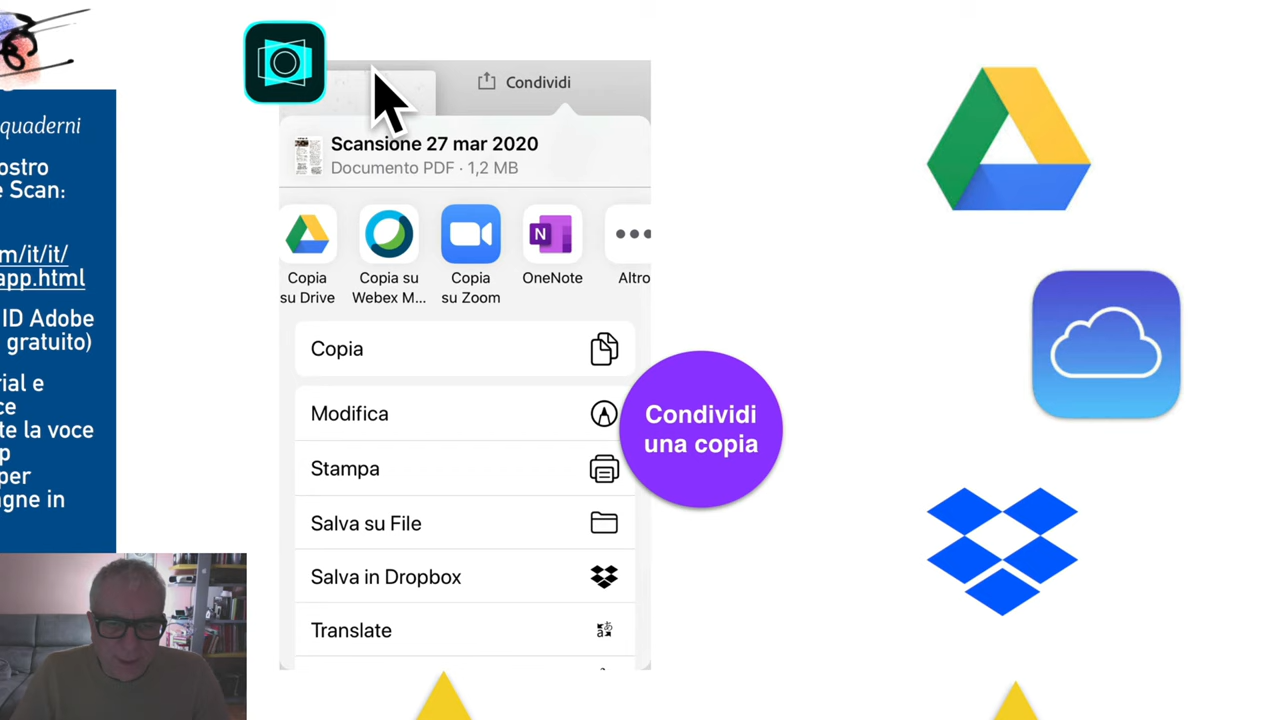 quaderni
ostro
e Scan:
m/it/it/
app.html
ID Adobe
gratuito)
rial e
ce
te la voce
p
per
agne in
Condividi
Scansione 27 mar 2020
Documento PDF · 1,2 MB
N
Copia su Drive
Copia su Webex M...
Copia su Zoom
OneNote
Altro
Copia
Modifica
Stampa
Salva su File
Salva in Dropbox
Translate
Condividi
una copia